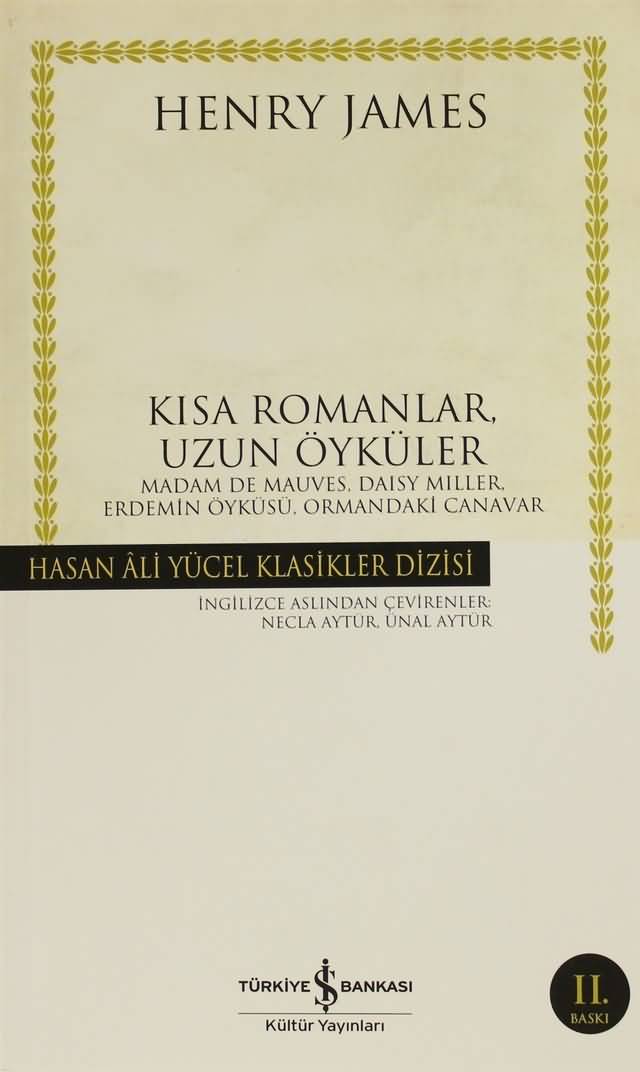 HENRY JAMES
KISA ROMANLAR,
UZUN ÖYKÜLER
MADAM DE MAUVES, DAISY MILLER,
ERDEMİN ÖYKÜSÜ, ORMANDAKİ CANAVAR
HASAN ÂLİ YÜCEL KLASİKLER DİZİSİ
İNGİLİZCE ASLINDAN ÇEVİRENLER:
NECLA AYTÜR, ÜNAL AYTÜR
TÜRKİYE İŞ BANKASI
Kültür Yayınları
II.
BASKI